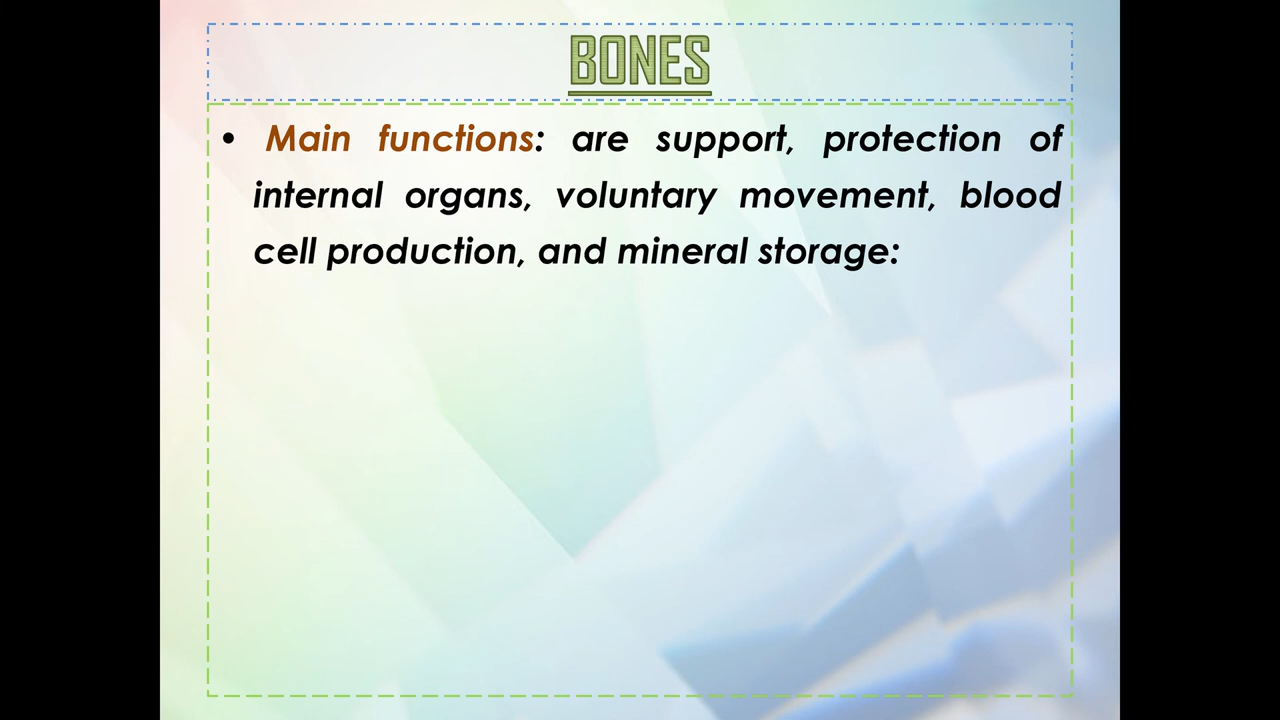 BONES
• Main functions: are support, protection of
internal organs, voluntary movement, blood
cell production, and mineral storage: